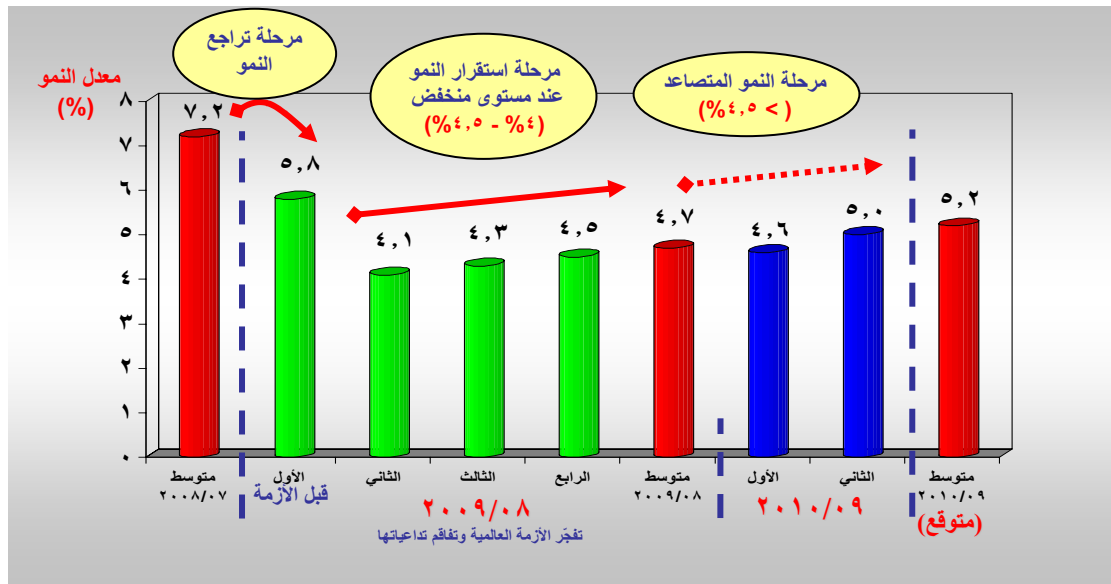 مرحلة تراجع
النمو
مرحلة استقرار النمو
عند مستوى منخفض
(٤% - ٤,٥%)
مرحلة النمو المتصاعد
( > ٤,٥%)
معدل النمو
(%)
٨
٧
٦
٥
٤
٣
٢
١
٠
٧,٢
٥,٨
٤,١
٤,٣
٤,٥
٤,٧
٤,٦
٥,٠
٥,٢
متوسط
٢٠٠٨/٠٧
الأول
الثاني
الثالث
الرابع
متوسط
٢٠٠٩/٠٨
الأول
الثاني
متوسط
٢٠١٠/٠٩
قبل الأزمة
٢٠٠٩/٠٨
٢٠١٠/٠٩
(متوقع)
تفجّر الأزمة العالمية وتفاقم تداعياتها